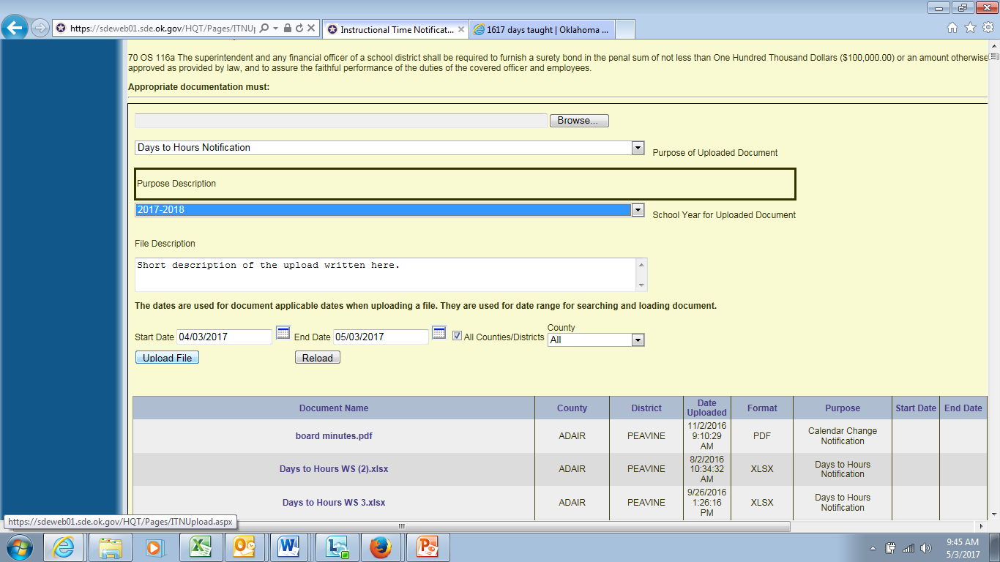 https://sdeweb01.sde.ok.gov/HQT/Pages/ITNU
Instructional Time Notificat...
1617 days taught | Oklahoma ...
70 OS 116a The superintendent and any financial officer of a school district shall be required to furnish a surety bond in the penal sum of not less than One Hundred Thousand Dollars ($100,000.00) or an amount otherwise
approved as provided by law, and to assure the faithful performance of the duties of the covered officer and employees.
Appropriate documentation must:
Browse...
Days to Hours Notification
Purpose of Uploaded Document
Purpose Description
2017-2018
School Year for Uploaded Document
File Description
Short description of the upload written here.
The dates are used for document applicable dates when uploading a file. They are used for date range for searching and loading document.
County
Start Date 04/03/2017 End Date 05/03/2017 All Counties/Districts All
Upload File Reload
Document Name County District Date Uploaded Format Purpose Start Date End Date
board minutes.pdf ADAIR PEAVINE 11/2/2016 9:10:29 AM PDF Calendar Change Notification
Days to Hours WS (2).xlsx ADAIR PEAVINE 8/2/2016 10:34:32 AM XLSX Days to Hours Notification
Days to Hours WS 3.xlsx ADAIR PEAVINE 9/26/2016 1:26:16 PM XLSX Days to Hours Notification
https://sdeweb01.sde.ok.gov/HQT/Pages/ITNUpload.aspx
9:45 AM
5/3/2017